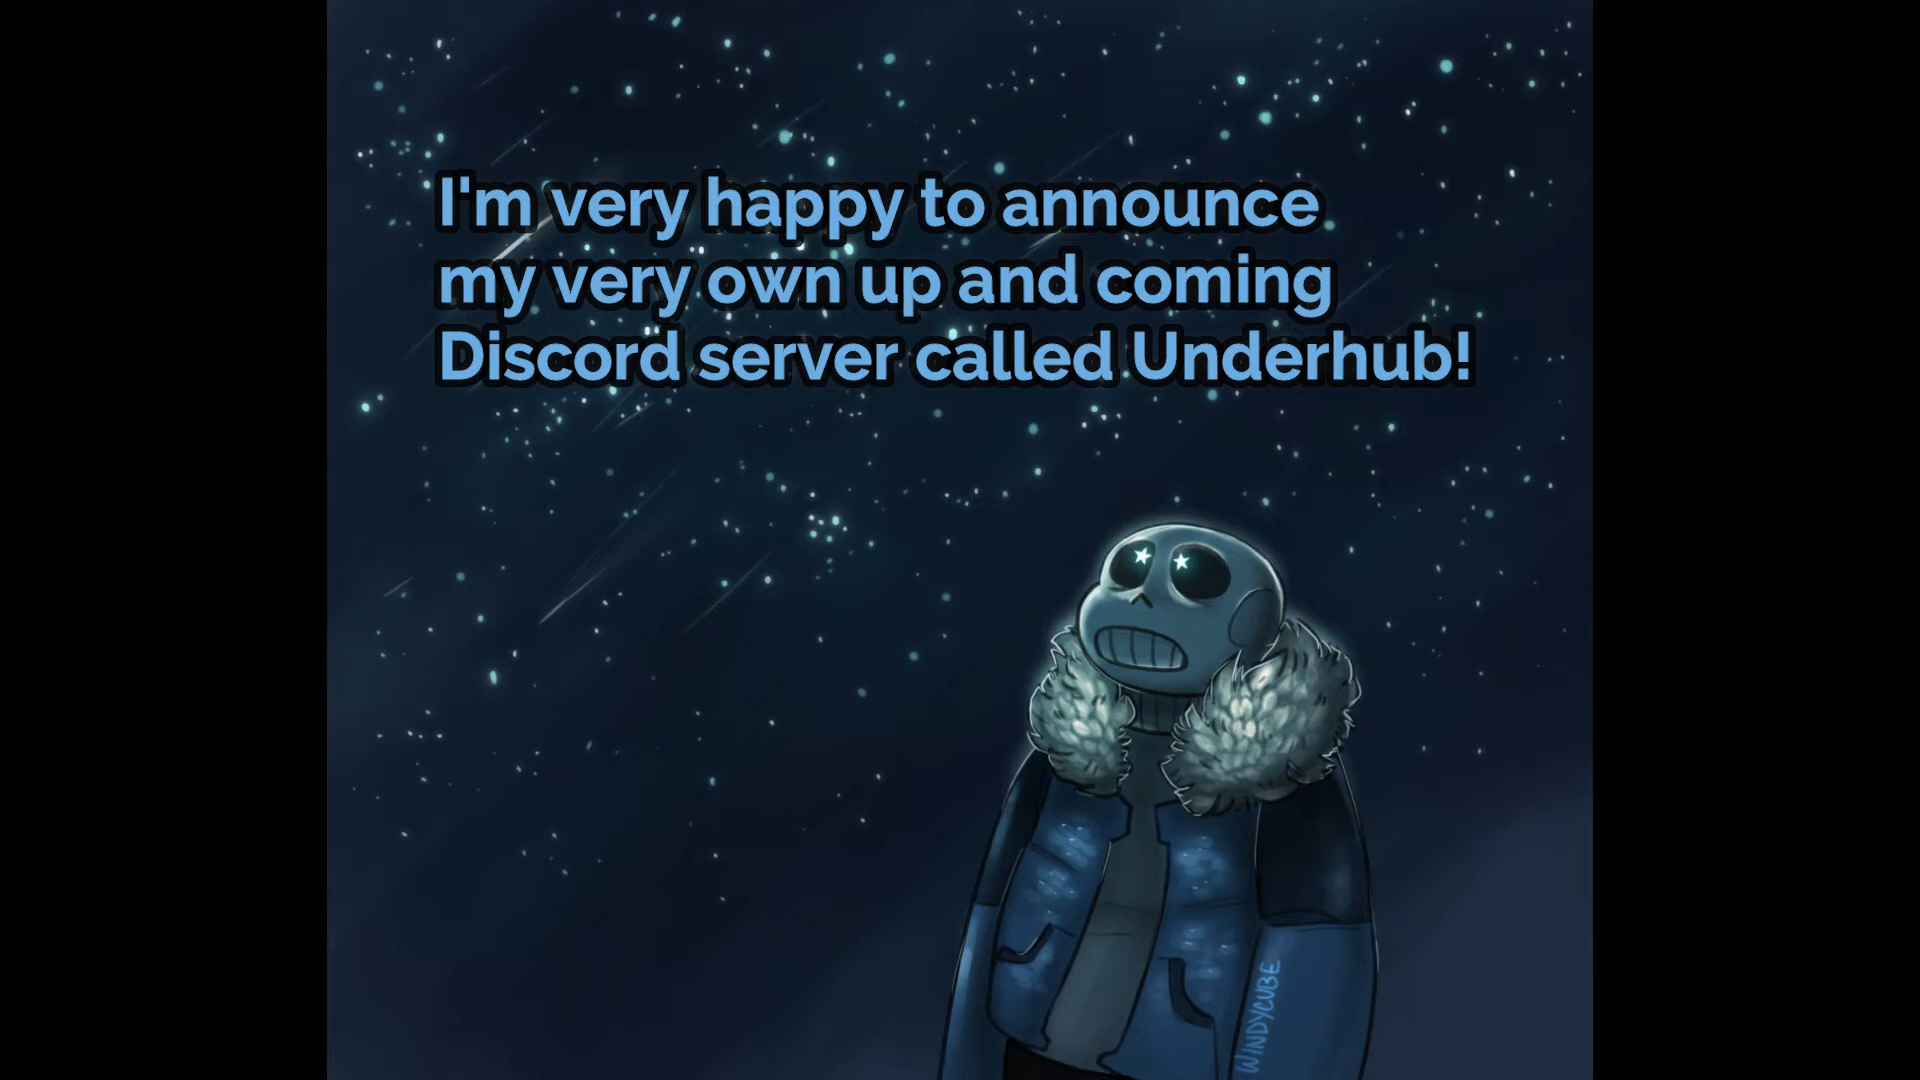 I'm very happy to announce
my very own up and coming
Discord server called Underhub!
WINDYCUBE